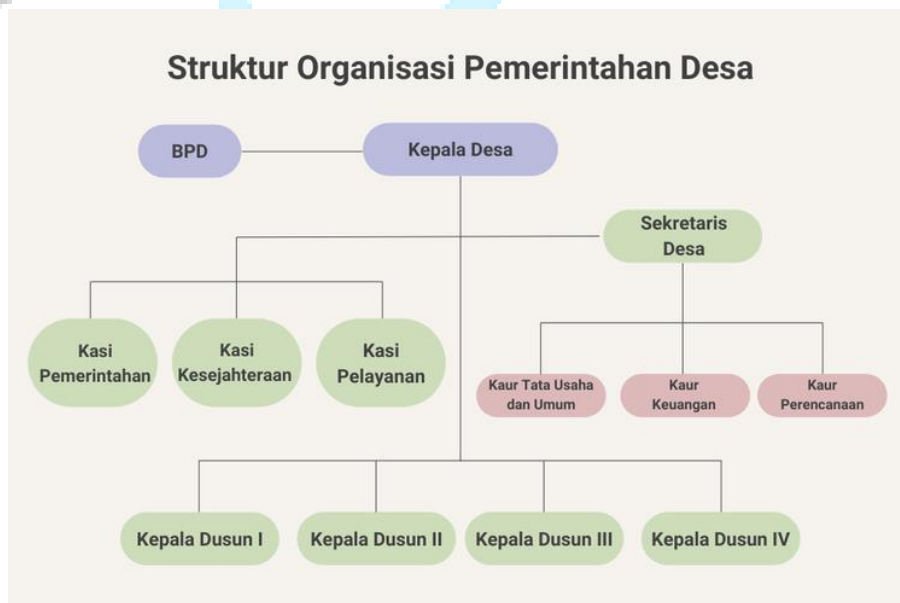 Struktur Organisasi Pemerintahan Desa
BPD
Kepala Desa
Sekretaris
Desa
Kasi
Pemerintahan
Kasi
Kesejahteraan
Kasi
Pelayanan
Kaur Tata Usaha
dan Umum
Kaur
Keuangan
Kaur
Perencanaan
Kepala Dusun I
Kepala Dusun II
Kepala Dusun III
Kepala Dusun IV